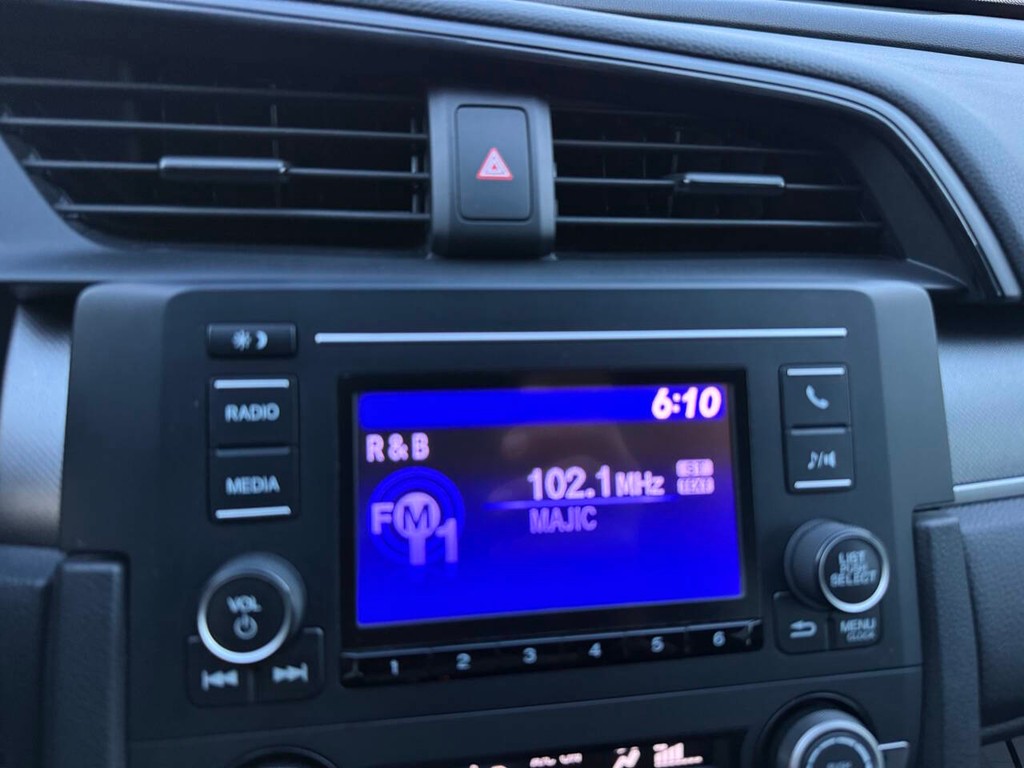 RADIO
MEDIA
6:10
R&B
102.1 MHz
ST
TEXT
MAJIC
FM
1
VOL
LIST
PUSH
SELECT
MENU
CLOCK
1 2 3 4 5 6